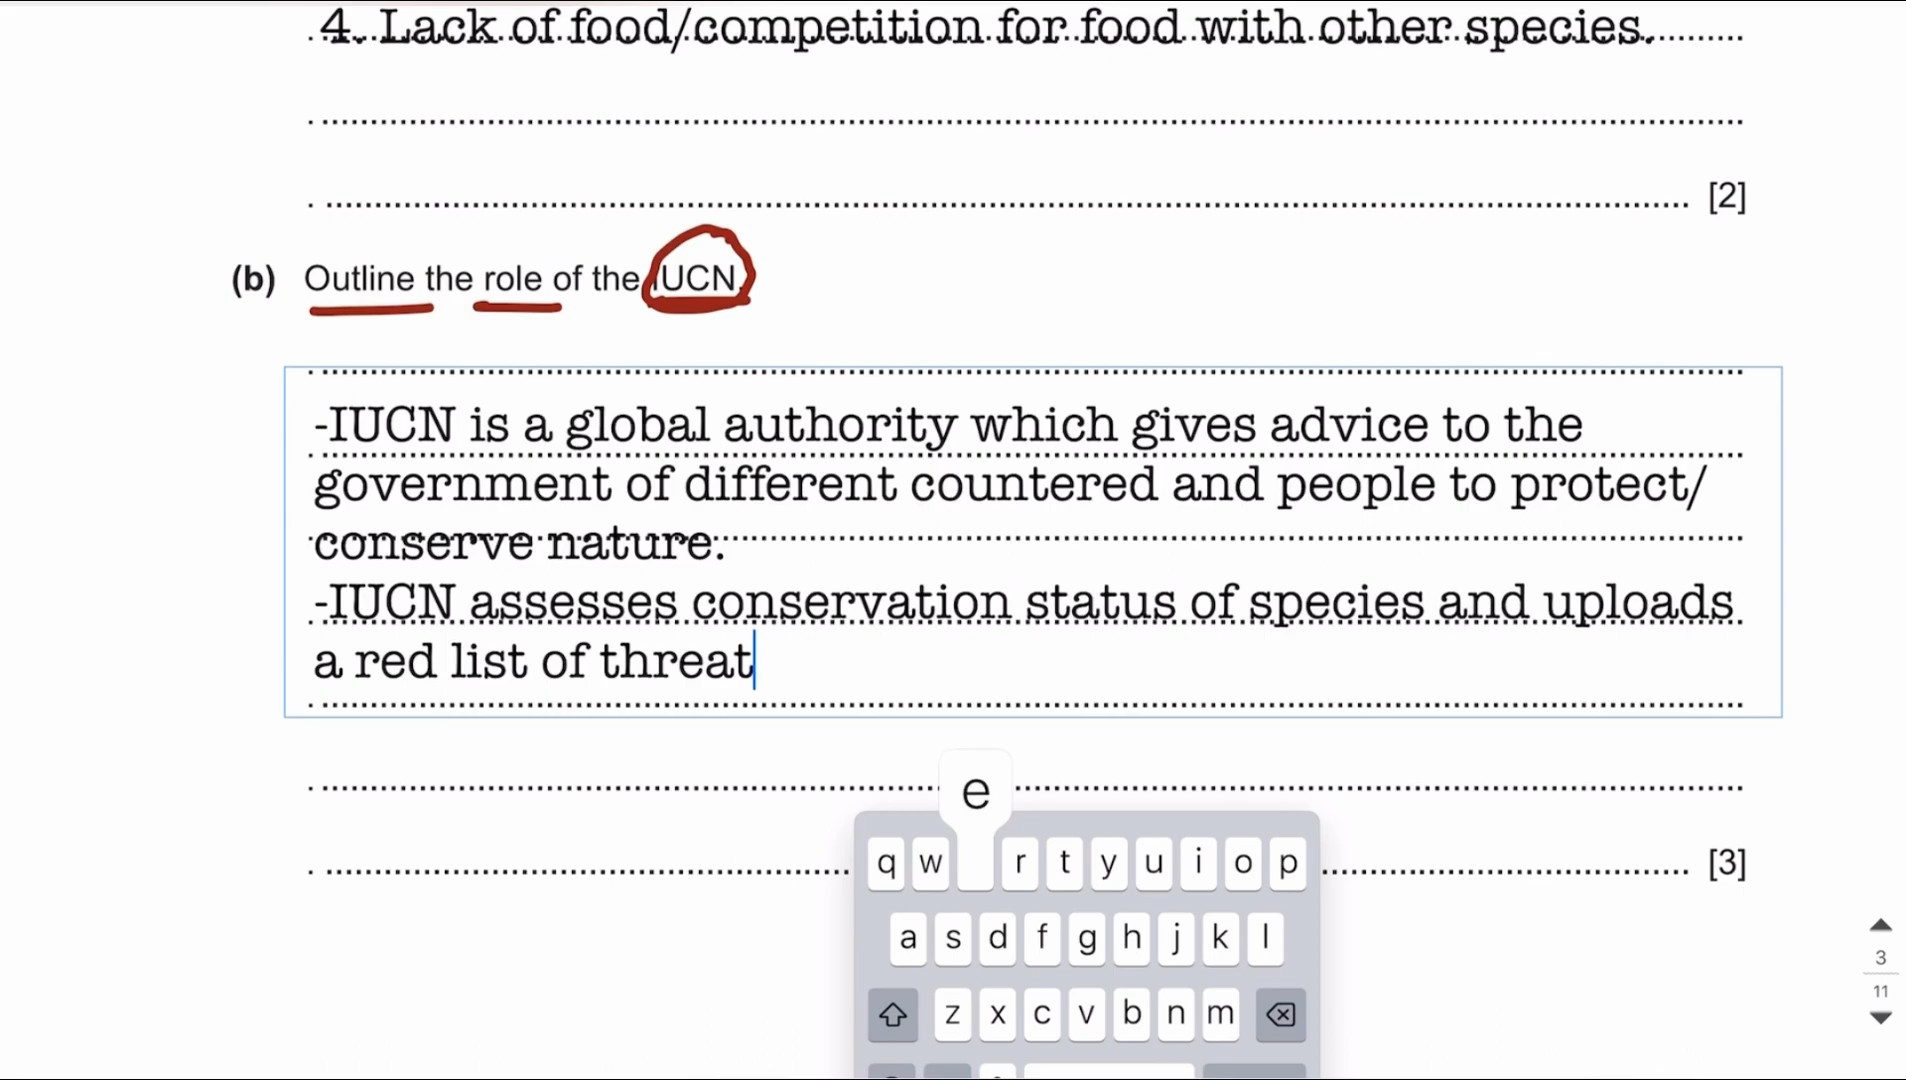 4. Lack of food/competition for food with other species.
[2]
(b) Outline the role of the IUCN.
-IUCN is a global authority which gives advice to the
government of different countered and people to protect/
conserve nature.
-IUCN assesses conservation status of species and uploads
a red list of threat
e
[3]
q w r t y u i o p
a s d f g h j k l
z x c v b n m
3
11